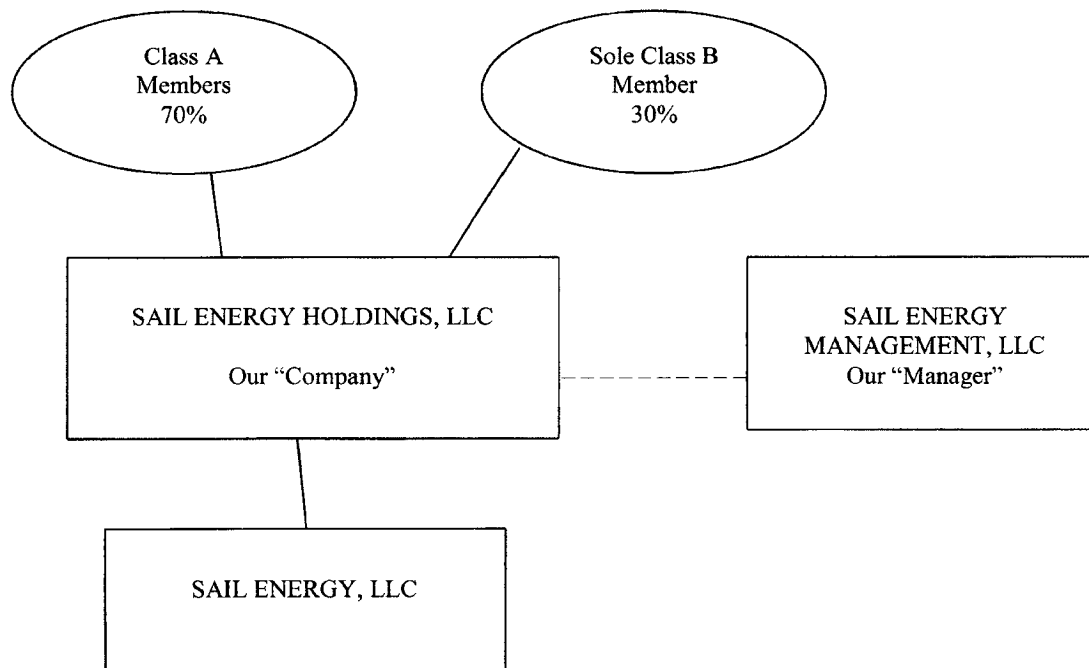 Class A
Members
70%
Sole Class B
Member
30%
SAIL ENERGY HOLDINGS, LLC
Our “Company”
SAIL ENERGY
MANAGEMENT, LLC
Our “Manager”
SAIL ENERGY, LLC